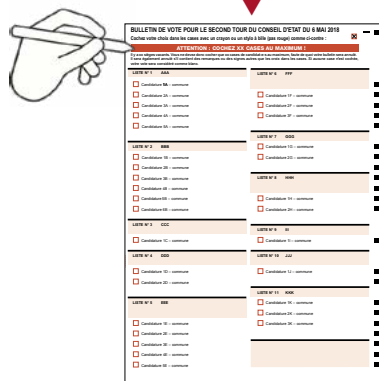 BULLETIN DE VOTE POUR LE SECOND TOUR DU CONSEIL D'ETAT DU 6 MAI 2018
Cochez votre choix dans les cases avec un crayon ou un stylo à bille (pas rouge) comme ci-contre :
ATTENTION : COCHEZ XX CASES AU MAXIMUM !
LISTE N° 1 AAA
Candidature 1A – commune
Candidature 2A – commune
Candidature 3A – commune
Candidature 4A – commune
Candidature 5A – commune
LISTE N° 2 BBB
Candidature 1B – commune
Candidature 2B – commune
Candidature 3B – commune
Candidature 4B – commune
Candidature 5B – commune
Candidature 6B – commune
LISTE N° 3 CCC
Candidature 1C – commune
LISTE N° 4 DDD
Candidature 1D – commune
Candidature 2D – commune
LISTE N° 5 EEE
Candidature 1E – commune
Candidature 2E – commune
Candidature 3E – commune
Candidature 4E – commune
Candidature 5E – commune
LISTE N° 6 FFF
Candidature 1F – commune
Candidature 2F – commune
Candidature 3F – commune
LISTE N° 7 GGG
Candidature 1G – commune
Candidature 2G – commune
LISTE N° 8 HHH
Candidature 1H – commune
Candidature 2H – commune
LISTE N° 9 III
Candidature 1I – commune
LISTE N° 10 JJJ
Candidature 1J – commune
LISTE N° 11 KKK
Candidature 1K – commune
Candidature 2K – commune
Candidature 3K – commune